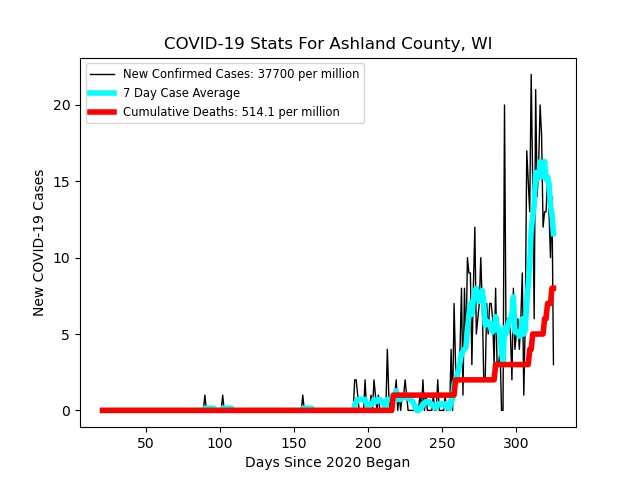 COVID-19 Stats For Ashland County, WI
New Confirmed Cases: 37700 per million
7 Day Case Average
Cumulative Deaths: 514.1 per million
New COVID-19 Cases
20
15
10
5
0
50 100 150 200 250 300
Days Since 2020 Began